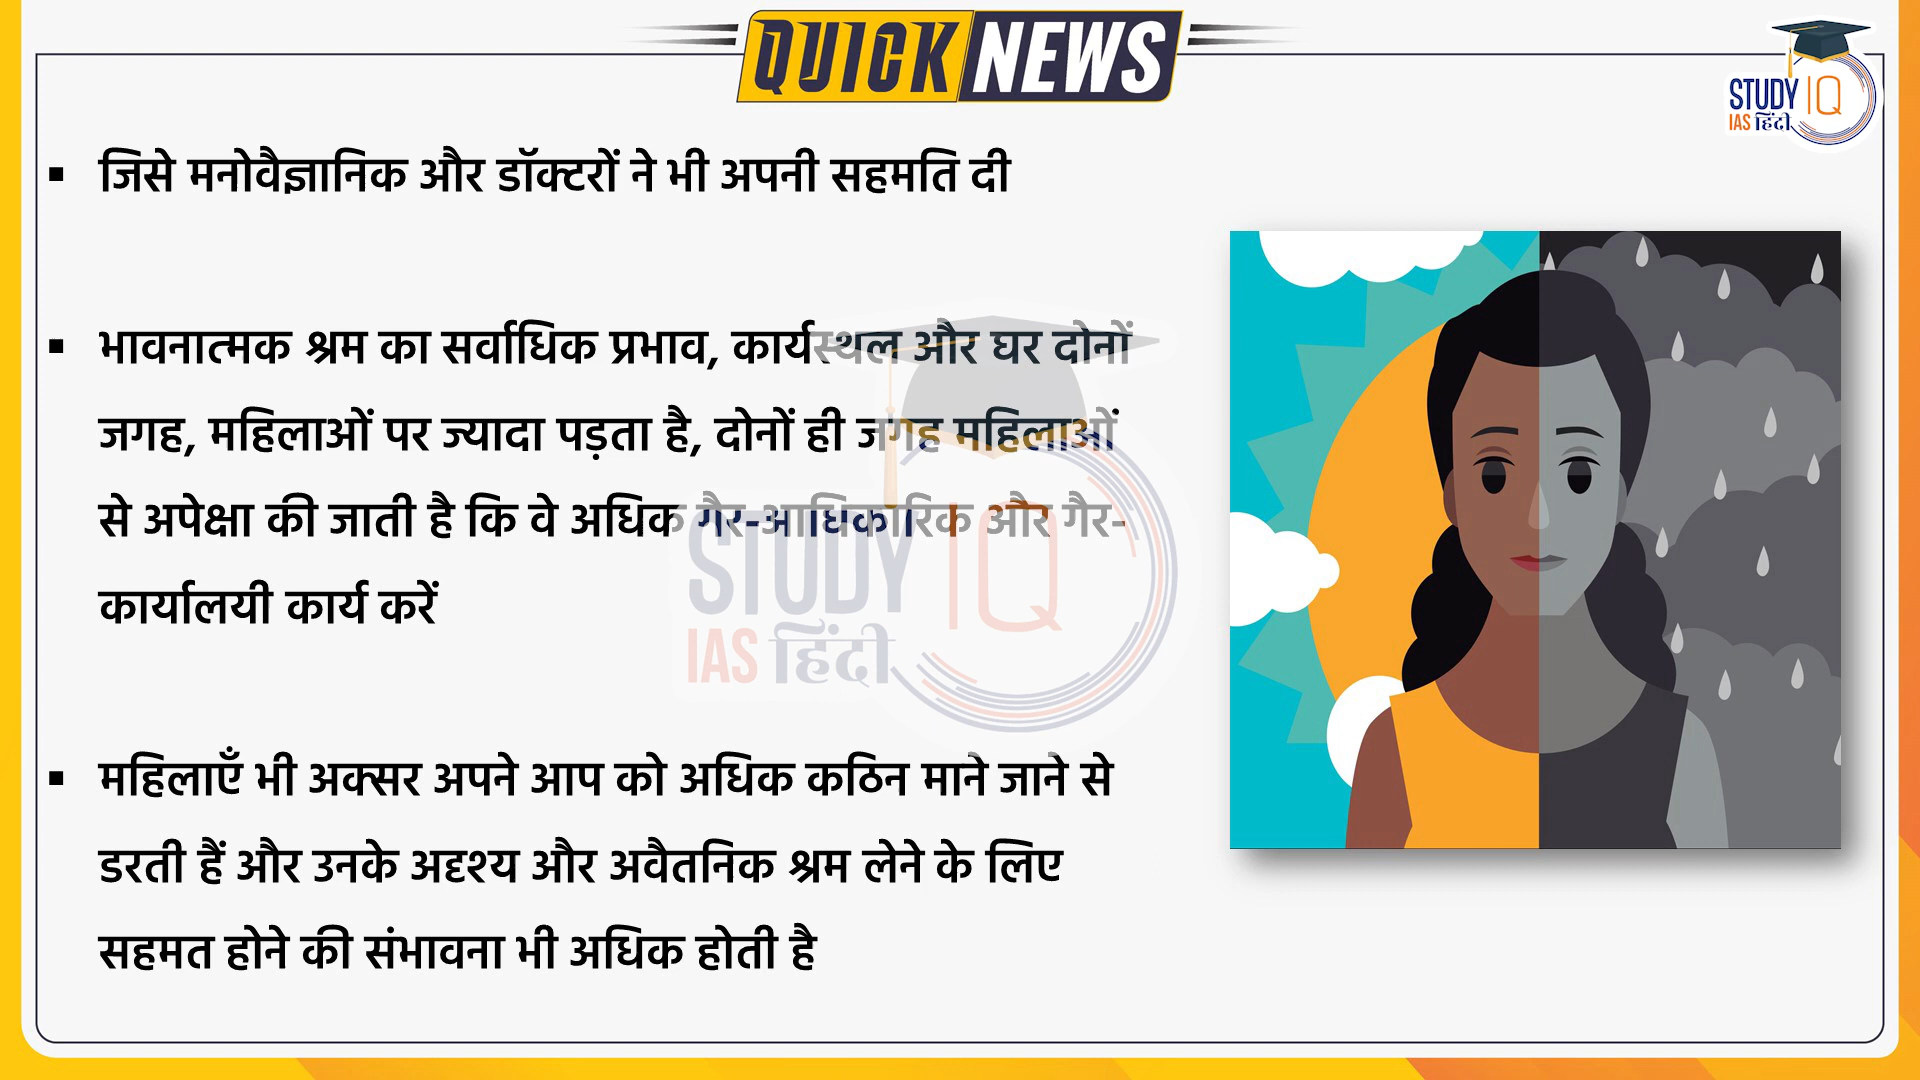 QUICK NEWS
STUDY IQ
IAS हिंदी
▪ जिसे मनोवैज्ञानिक और डॉक्टरों ने भी अपनी सहमति दी
▪ भावनात्मक श्रम का सर्वाधिक प्रभाव, कार्यस्थल और घर दोनों
जगह, महिलाओं पर ज्यादा पड़ता है, दोनों ही जगह महिलाओं
से अपेक्षा की जाती है कि वे अधिक गैर-आधिकारिक और गैर-
कार्यालयी कार्य करें
STUDY IQ
IAS हिंदी
▪ महिलाएँ भी अक्सर अपने आप को अधिक कठिन माने जाने से
डरती हैं और उनके अदृश्य और अवैतनिक श्रम लेने के लिए
सहमत होने की संभावना भी अधिक होती है